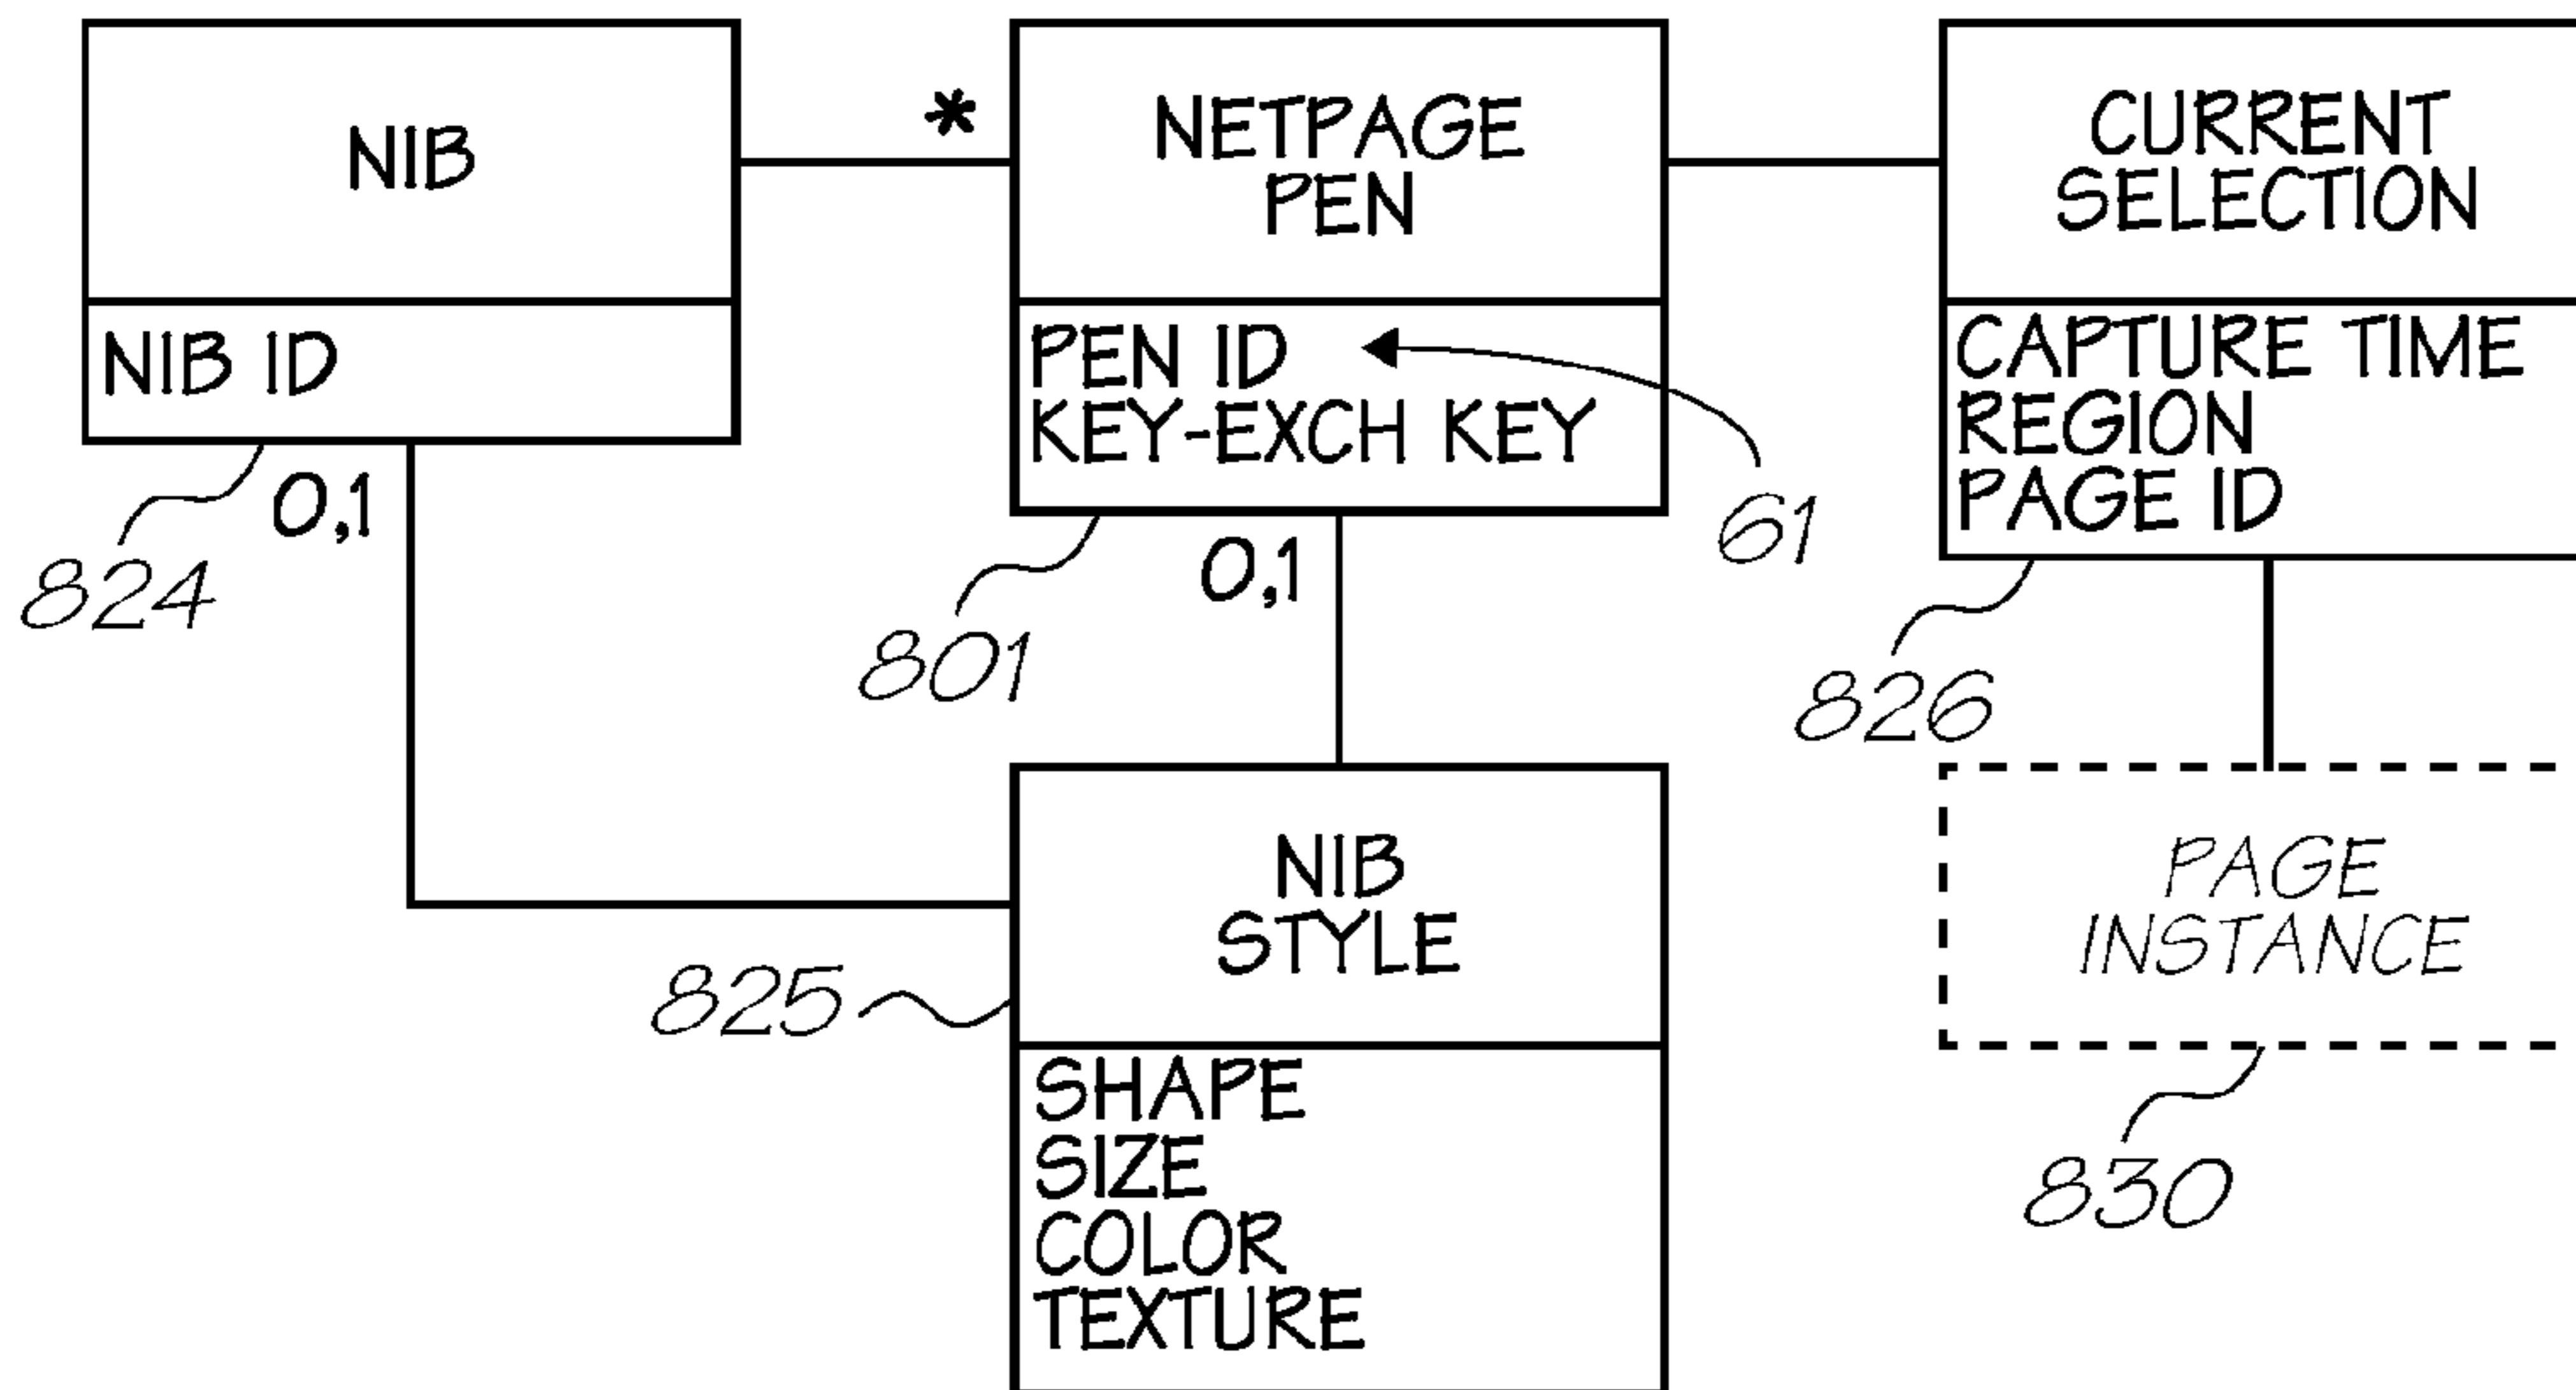 NIB
NIB ID
824
0,1
*
NETPAGE
PEN
PEN ID
KEY-EXCH KEY
61
801
0,1
CURRENT
SELECTION
CAPTURE TIME
REGION
PAGE ID
826
NIB
STYLE
825
SHAPE
SIZE
COLOR
TEXTURE
PAGE
INSTANCE
830